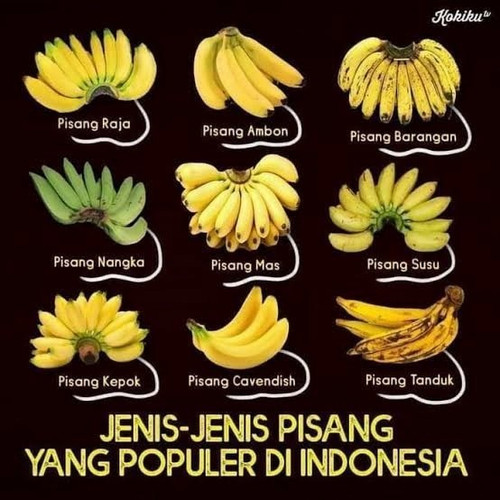 Kokiku tv
Pisang Raja
Pisang Ambon
Pisang Barangan
Pisang Nangka
Pisang Mas
Pisang Susu
Pisang Kepok
Pisang Cavendish
Pisang Tanduk
JENIS-JENIS PISANG
YANG POPULER DI INDONESIA